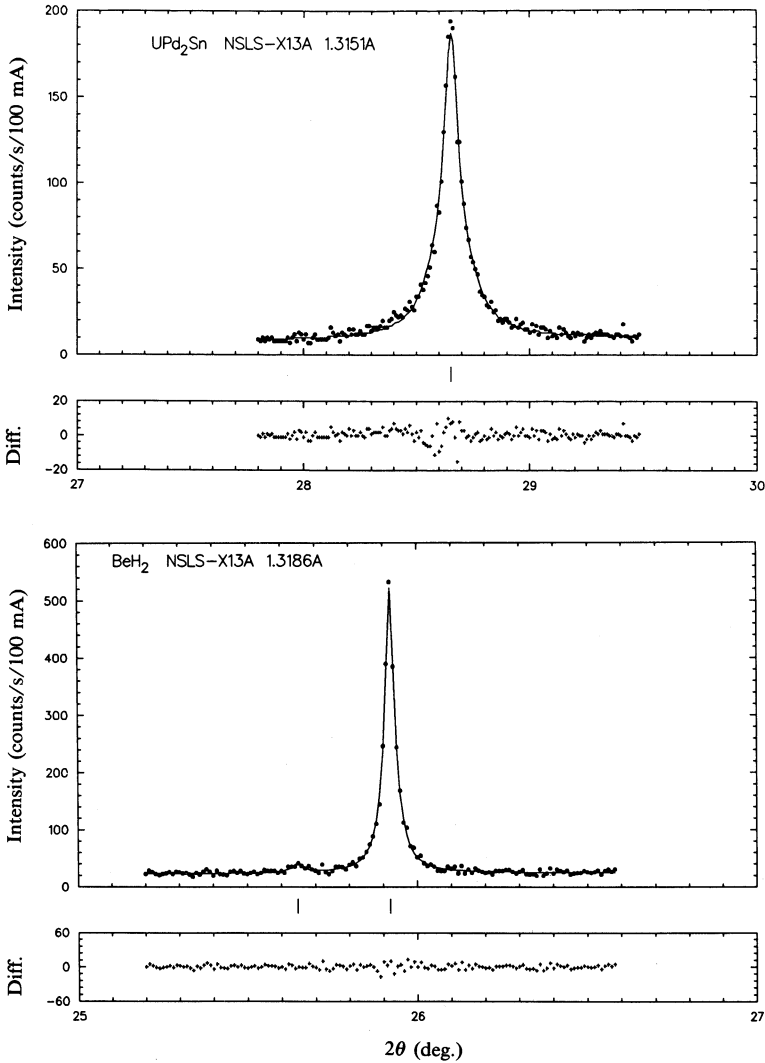 200
UPd₂Sn NSLS-X13A 1.3151A
150
100
50
0
Intensity (counts/s/100 mA)
20
0
-20
Diff.
27 28 29 30
600
BeH₂ NSLS-X13A 1.3186A
500
400
300
200
100
0
Intensity (counts/s/100 mA)
60
0
-60
Diff.
25 26 27
2θ (deg.)